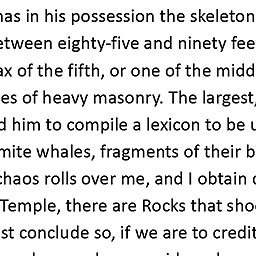 has in his possession the skeleton
etween eighty-five and ninety fee
ax of the fifth, or one of the midd
es of heavy masonry. The largest,
d him to compile a lexicon to be u
mite whales, fragments of their b
chaos rolls over me, and I obtain
Temple, there are Rocks that sho
st conclude so, if we are to credit